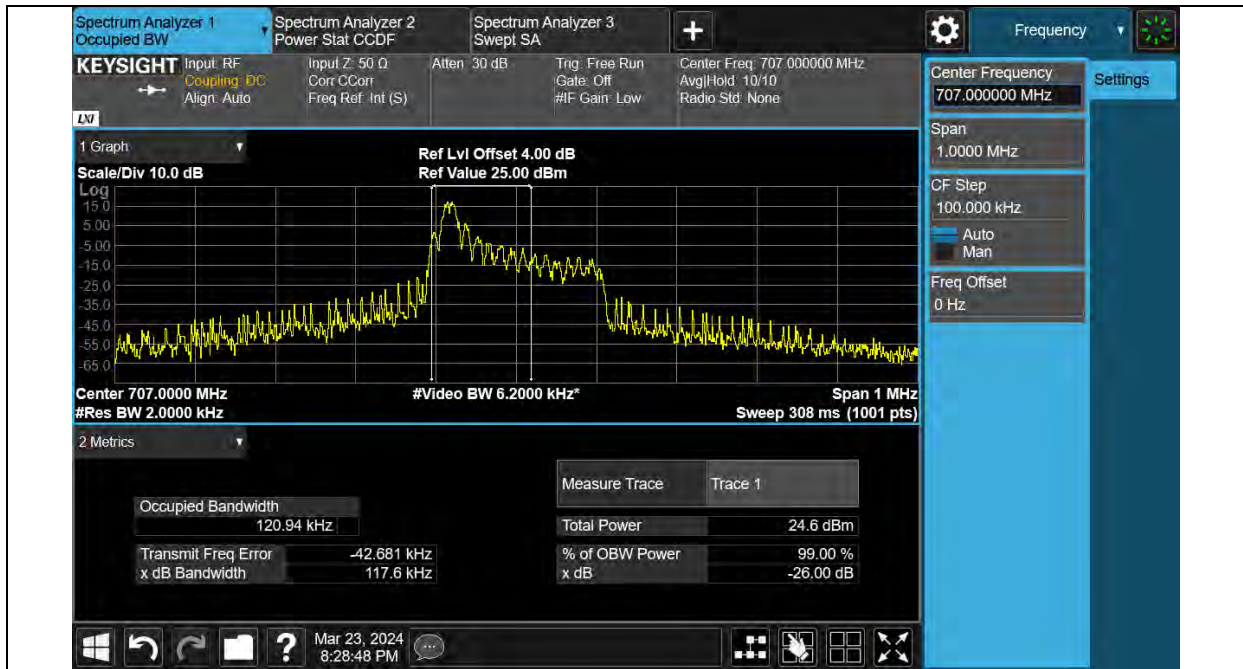 Spectrum Analyzer 1
Occupied BW
Spectrum Analyzer 2
Power Stat CCDF
Spectrum Analyzer 3
Swept SA
Frequency
KEYSIGHT
Input: RF
Coupling: DC
Align: Auto
Input Z: 50 Ω
Corr CCorr
Freq Ref: Int (S)
Atten: 30 dB
Trig: Free Run
Gate: Off
#IF Gain: Low
Center Freq: 707.000000 MHz
Avg|Hold: 10/10
Radio Std: None
LXI
Center Frequency
707.000000 MHz
Settings
Span
1.0000 MHz
CF Step
100.000 kHz
Auto
Man
Freq Offset
0 Hz
1 Graph
Ref Lvl Offset 4.00 dB
Scale/Div 10.0 dB
Ref Value 25.00 dBm
Log
15.0
5.00
-5.00
-15.0
-25.0
-35.0
-45.0
-55.0
-65.0
Center 707.0000 MHz
#Video BW 6.2000 kHz*
Span 1 MHz
#Res BW 2.0000 kHz
Sweep 308 ms (1001 pts)
2 Metrics
Measure Trace
Trace 1
Occupied Bandwidth
120.94 kHz
Total Power
24.6 dBm
Transmit Freq Error
-42.681 kHz
% of OBW Power
99.00 %
x dB Bandwidth
117.6 kHz
x dB
-26.00 dB
Mar 23, 2024
8:28:48 PM